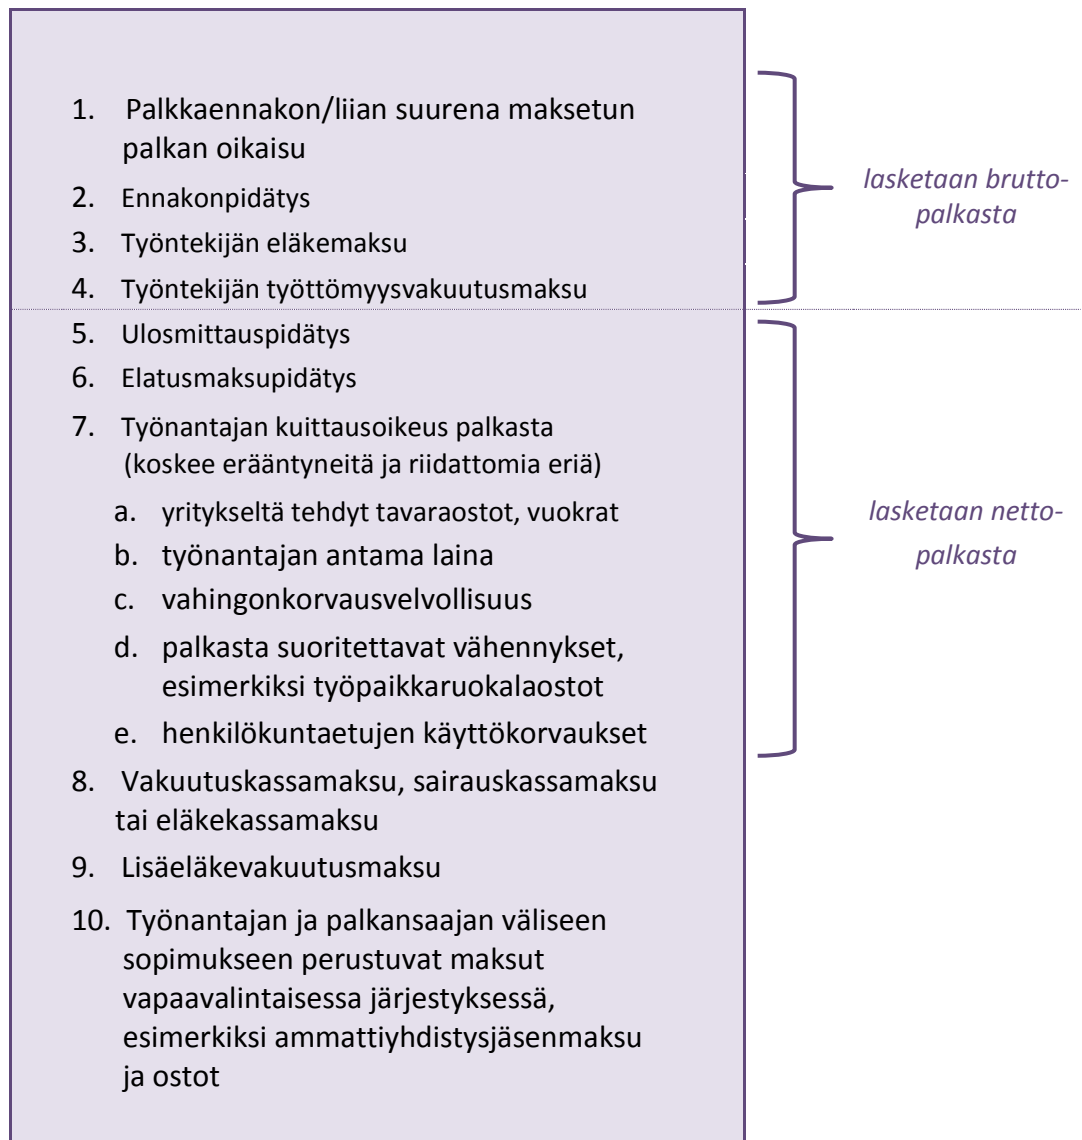 1. Palkkaennakon/liian suurena maksetun
palkan oikaisu
2. Ennakonpidätys
3. Työntekijän eläkemaksu
4. Työntekijän työttömyysvakuutusmaksu
lasketaan brutto-
palkasta
5. Ulosmittauspidätys
6. Elatusmaksupidätys
7. Työnantajan kuittausoikeus palkasta
(koskee erääntyneitä ja riidattomia eriä)
a. yritykseltä tehdyt tavaraostot, vuokrat
b. työnantajan antama laina
c. vahingonkorvausvelvollisuus
d. palkasta suoritettavat vähennykset,
esimerkiksi työpaikkaruokalaostot
e. henkilökuntaetujen käyttökorvaukset
lasketaan netto-
palkasta
8. Vakuutuskassamaksu, sairauskassamaksu
tai eläkekassamaksu
9. Lisäeläkevakuutusmaksu
10. Työnantajan ja palkansaajan väliseen
sopimukseen perustuvat maksut
vapaavalintaisessa järjestyksessä,
esimerkiksi ammattiyhdistysjäsenmaksu
ja ostot